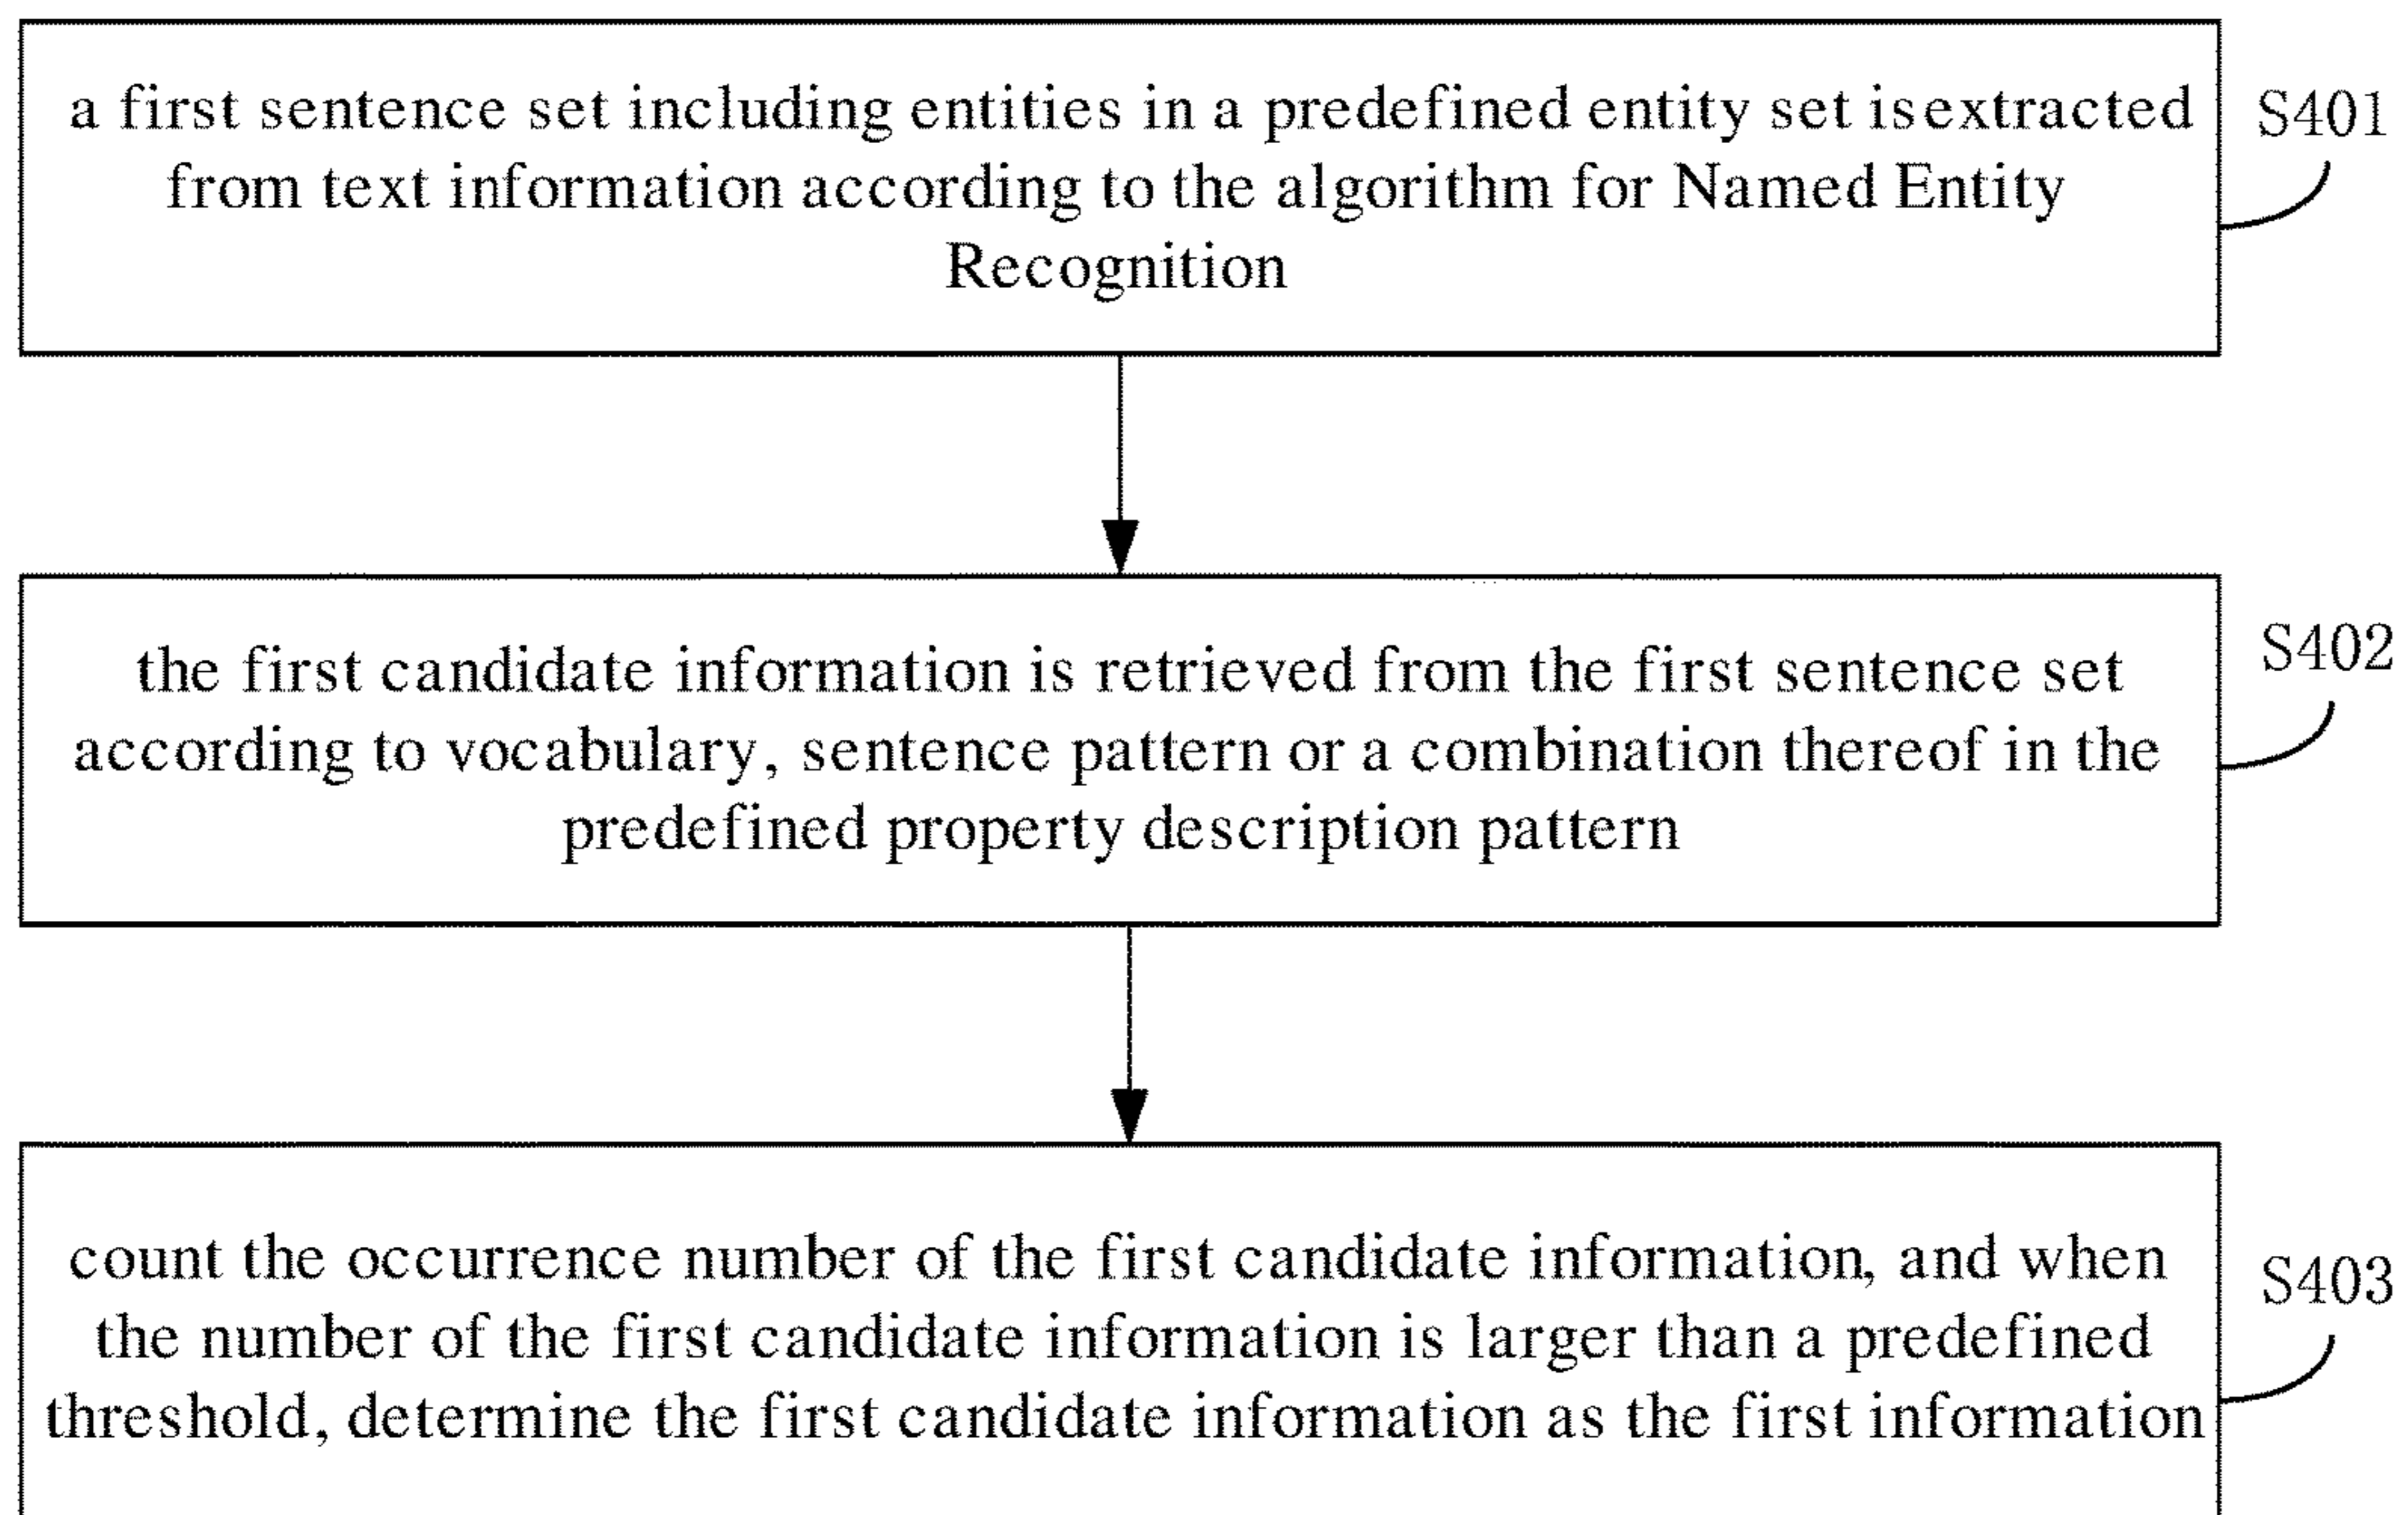 a first sentence set including entities in a predefined entity set isextracted
from text information according to the algorithm for Named Entity
Recognition
S401
the first candidate information is retrieved from the first sentence set
according to vocabulary, sentence pattern or a combination thereof in the
predefined property description pattern
S402
count the occurrence number of the first candidate information, and when
the number of the first candidate information is larger than a predefined
threshold, determine the first candidate information as the first information
S403